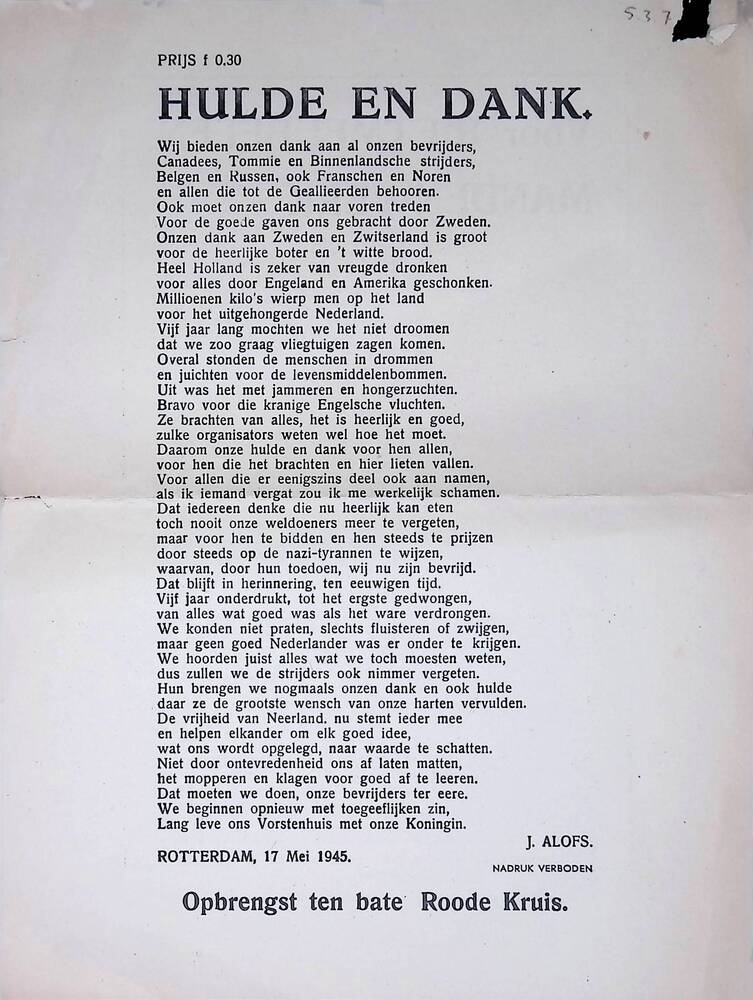 537
PRIJS f 0.30
HULDE EN DANK.
Wij bieden onzen dank aan al onzen bevrijders,
Canadees, Tommie en Binnenlandsche strijders,
Belgen en Russen, ook Franschen en Noren
en allen die tot de Geallieerden behooren.
Ook moet onzen dank naar voren treden
Voor de goede gaven ons gebracht door Zweden.
Onzen dank aan Zweden en Zwitserland is groot
voor de heerlijke boter en 't witte brood.
Heel Holland is zeker van vreugde dronken
voor alles door Engeland en Amerika geschonken.
Millioenen kilo's wierp men op het land
voor het uitgehongerde Nederland.
Vijf jaar lang mochten we het niet droomen
dat we zoo graag vliegtuigen zagen komen.
Overal stonden de menschen in drommen
en juichten voor de levensmiddelenbommen.
Uit was het met jammeren en hongerzuchten.
Bravo voor die kranige Engelsche vluchten.
Ze brachten van alles, het is heerlijk en goed,
zulke organisators weten wel hoe het moet.
Daarom onze hulde en dank voor hen allen,
voor hen die het brachten en hier lieten vallen.
Voor allen die er eenigszins deel ook aan namen,
als ik iemand vergat zou ik me werkelijk schamen.
Dat iedereen denke die nu heerlijk kan eten
toch nooit onze weldoeners meer te vergeten,
maar voor hen te bidden en hen steeds te prijzen
door steeds op de nazi-tyrannen te wijzen,
waarvan, door hun toedoen, wij nu zijn bevrijd.
Dat blijft in herinnering, ten eeuwigen tijd.
Vijf jaar onderdrukt, tot het ergste gedwongen,
van alles wat goed was als het ware verdrongen.
We konden niet praten, slechts fluisteren of zwijgen,
maar geen goed Nederlander was er onder te krijgen.
We hoorden juist alles wat we toch moesten weten,
dus zullen we de strijders ook nimmer vergeten.
Hun brengen we nogmaals onzen dank en ook hulde
daar ze de grootste wensch van onze harten vervulden.
De vrijheid van Neerland. nu stemt ieder mee
en helpen elkander om elk goed idee,
wat ons wordt opgelegd, naar waarde te schatten.
Niet door ontevredenheid ons af laten matten,
het mopperen en klagen voor goed af te leeren.
Dat moeten we doen, onze bevrijders ter eere.
We beginnen opnieuw met toegeeflijken zin,
Lang leve ons Vorstenhuis met onze Koningin.
J. ALOFS.
ROTTERDAM, 17 Mei 1945.
NADRUK VERBODEN
Opbrengst ten bate Roode Kruis.